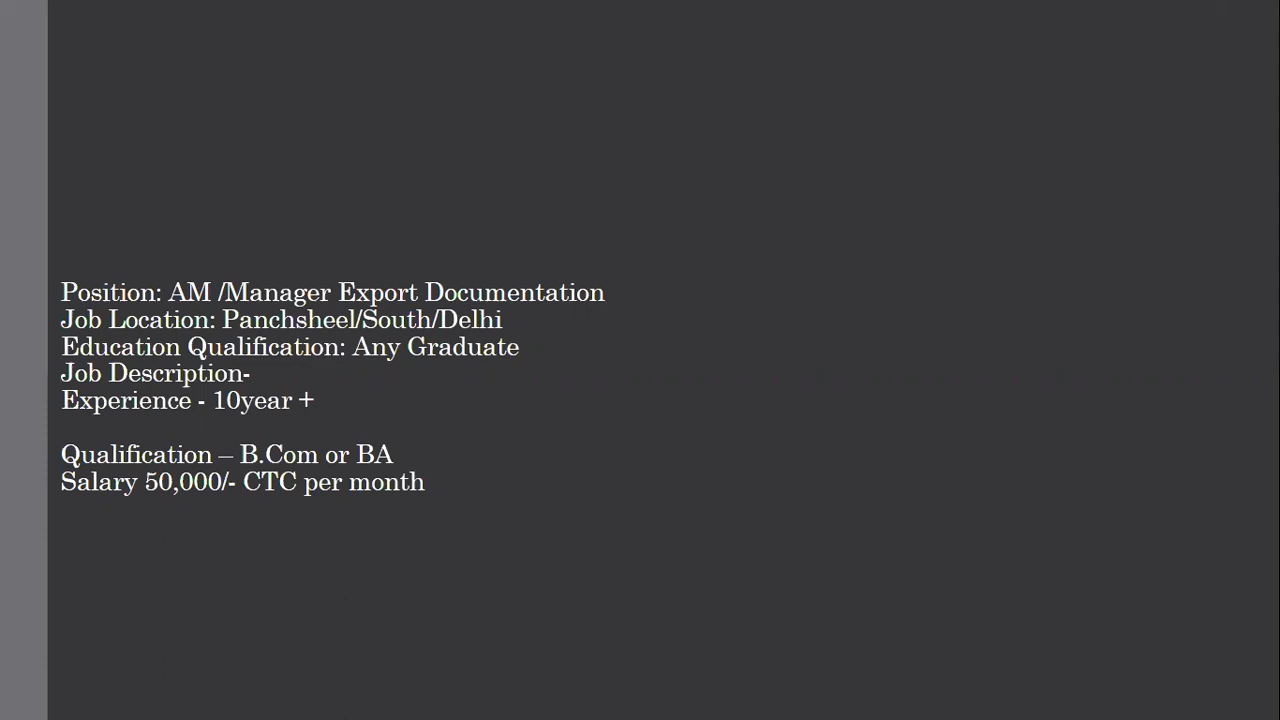 Position: AM /Manager Export Documentation
Job Location: Panchsheel/South/Delhi
Education Qualification: Any Graduate
Job Description-
Experience - 10year +
Qualification – B.Com or BA
Salary 50,000/- CTC per month